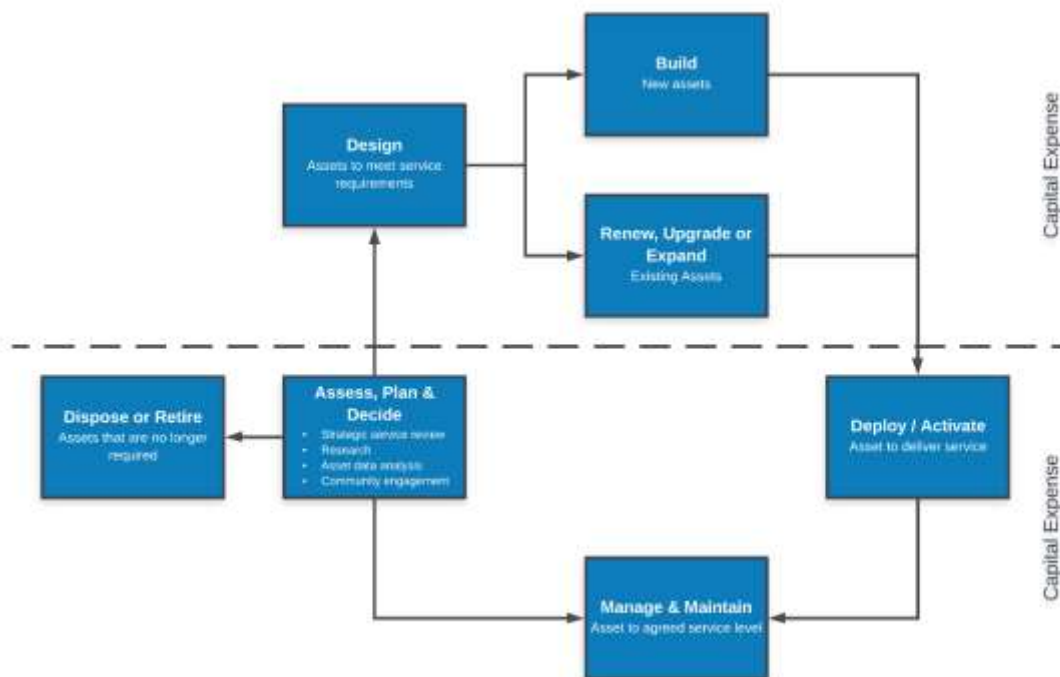 Build
New assets
Capital Expense
Design
Assets to meet service
requirements
Renew, Upgrade or
Expand
Existing Assets
Dispose or Retire
Assets that are no longer
required
Assess, Plan &
Decide
• Strategic service review
• Research
• Asset data analysis
• Community engagement
Deploy / Activate
Asset to deliver service
Capital Expense
Manage & Maintain
Asset to agreed service level